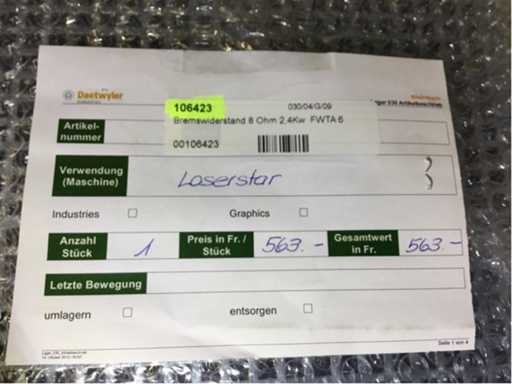 Daetwyler
106423
030/04/G/09
Bremswiderstand 8 Ohm 2,4Kw FWTA 6
00106423
Artikel-
nummer
Verwendung
(Maschine)
Laserstar
Industries
Graphics
Anzahl
Stück
1
Preis in Fr. /
Stück
563.-
Gesamtwert
in Fr.
563.-
Letzte Bewegung
umlagern
entsorgen
Seite 1 von 4